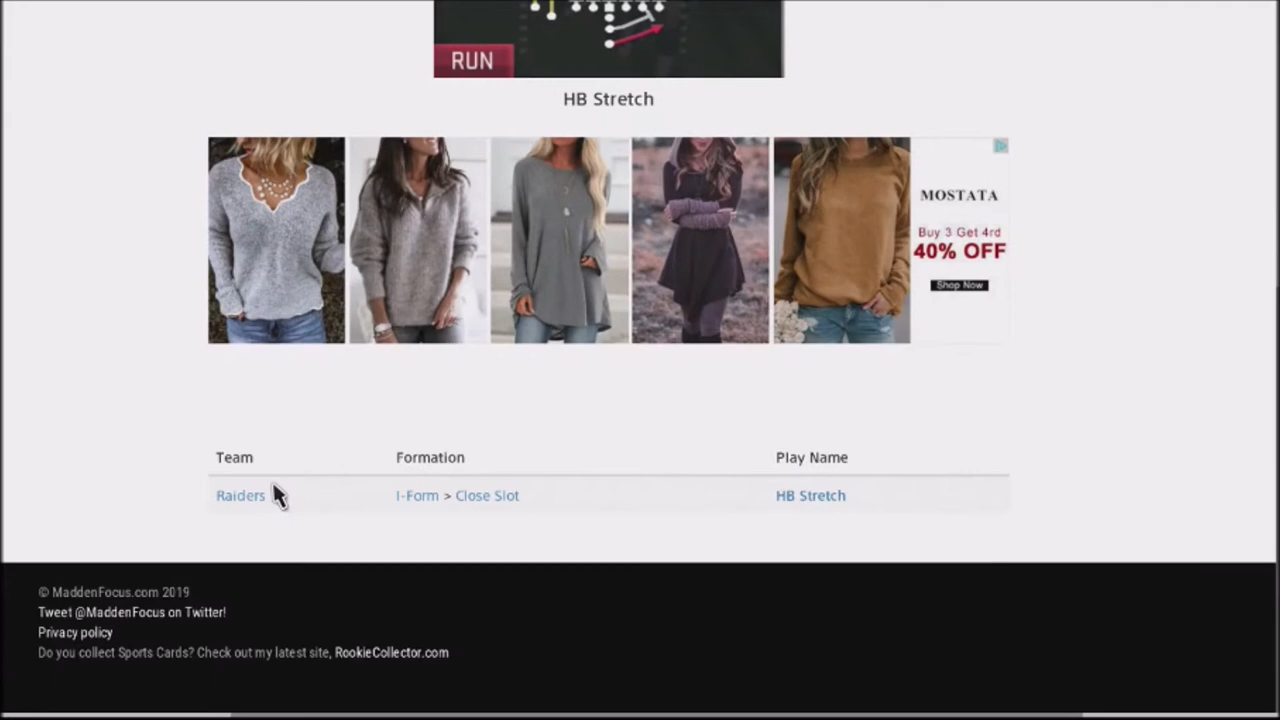 RUN
HB Stretch
MOSTATA
Buy 3 Get 4rd
40% OFF
Shop Now
Team Formation Play Name
Raiders I-Form > Close Slot HB Stretch
© MaddenFocus.com 2019
Tweet @MaddenFocus on Twitter!
Privacy policy
Do you collect Sports Cards? Check out my latest site, RookieCollector.com